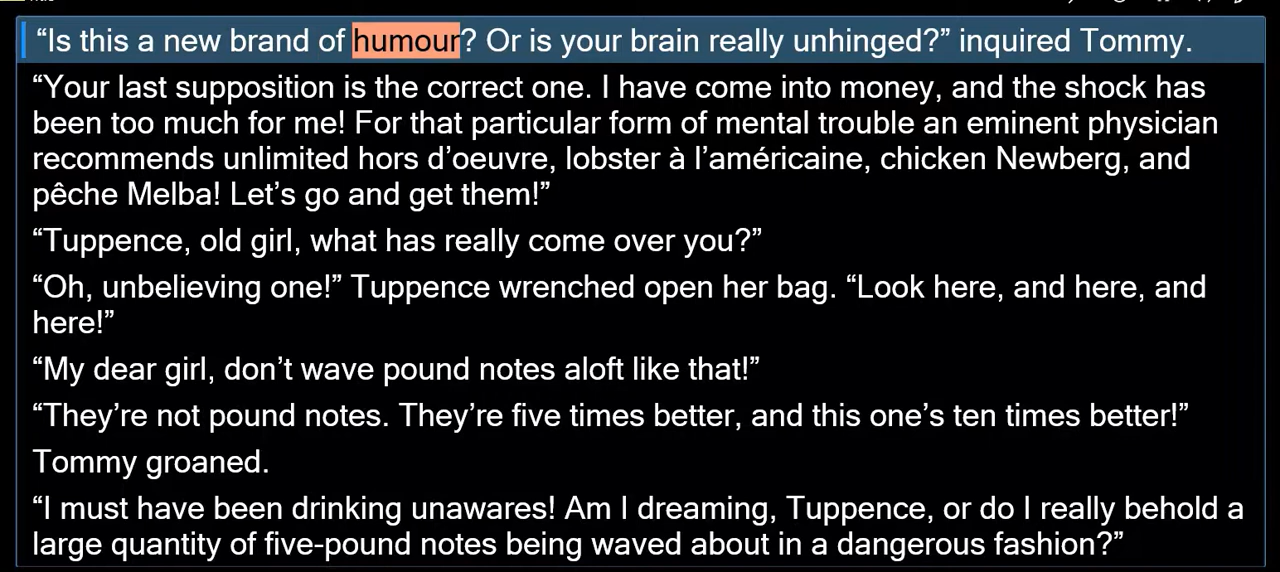 “Is this a new brand of humour? Or is your brain really unhinged?” inquired Tommy.
“Your last supposition is the correct one. I have come into money, and the shock has
been too much for me! For that particular form of mental trouble an eminent physician
recommends unlimited hors d’oeuvre, lobster à l’américaine, chicken Newberg, and
pêche Melba! Let’s go and get them!”
“Tuppence, old girl, what has really come over you?”
“Oh, unbelieving one!” Tuppence wrenched open her bag. “Look here, and here, and
here!”
“My dear girl, don’t wave pound notes aloft like that!”
“They’re not pound notes. They’re five times better, and this one’s ten times better!”
Tommy groaned.
“I must have been drinking unawares! Am I dreaming, Tuppence, or do I really behold a
large quantity of five-pound notes being waved about in a dangerous fashion?”